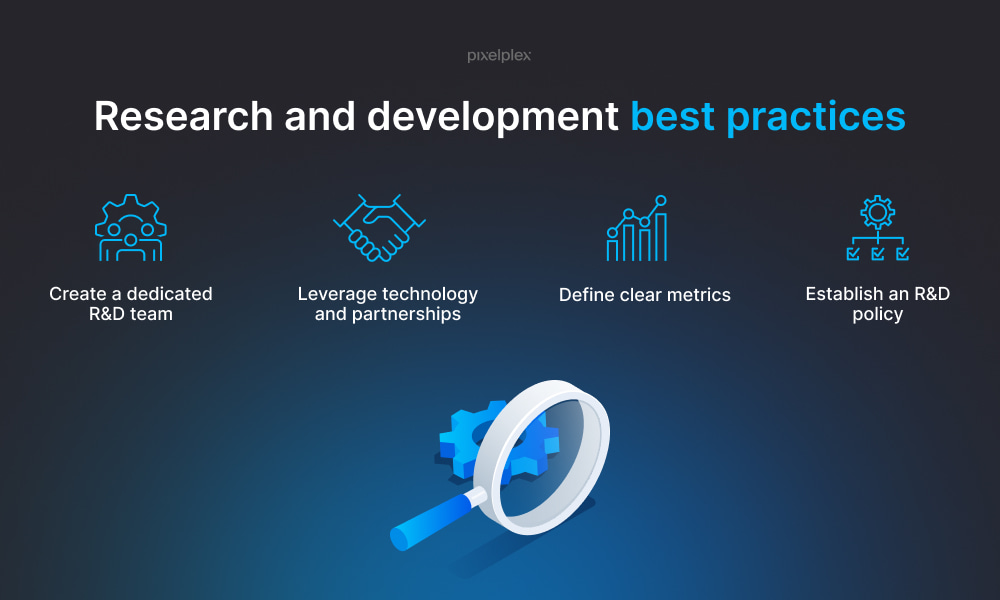 pixelplex
Research and development best practices
Create a dedicated
R&D team
Leverage technology
and partnerships
Define clear metrics
Establish an R&D
policy